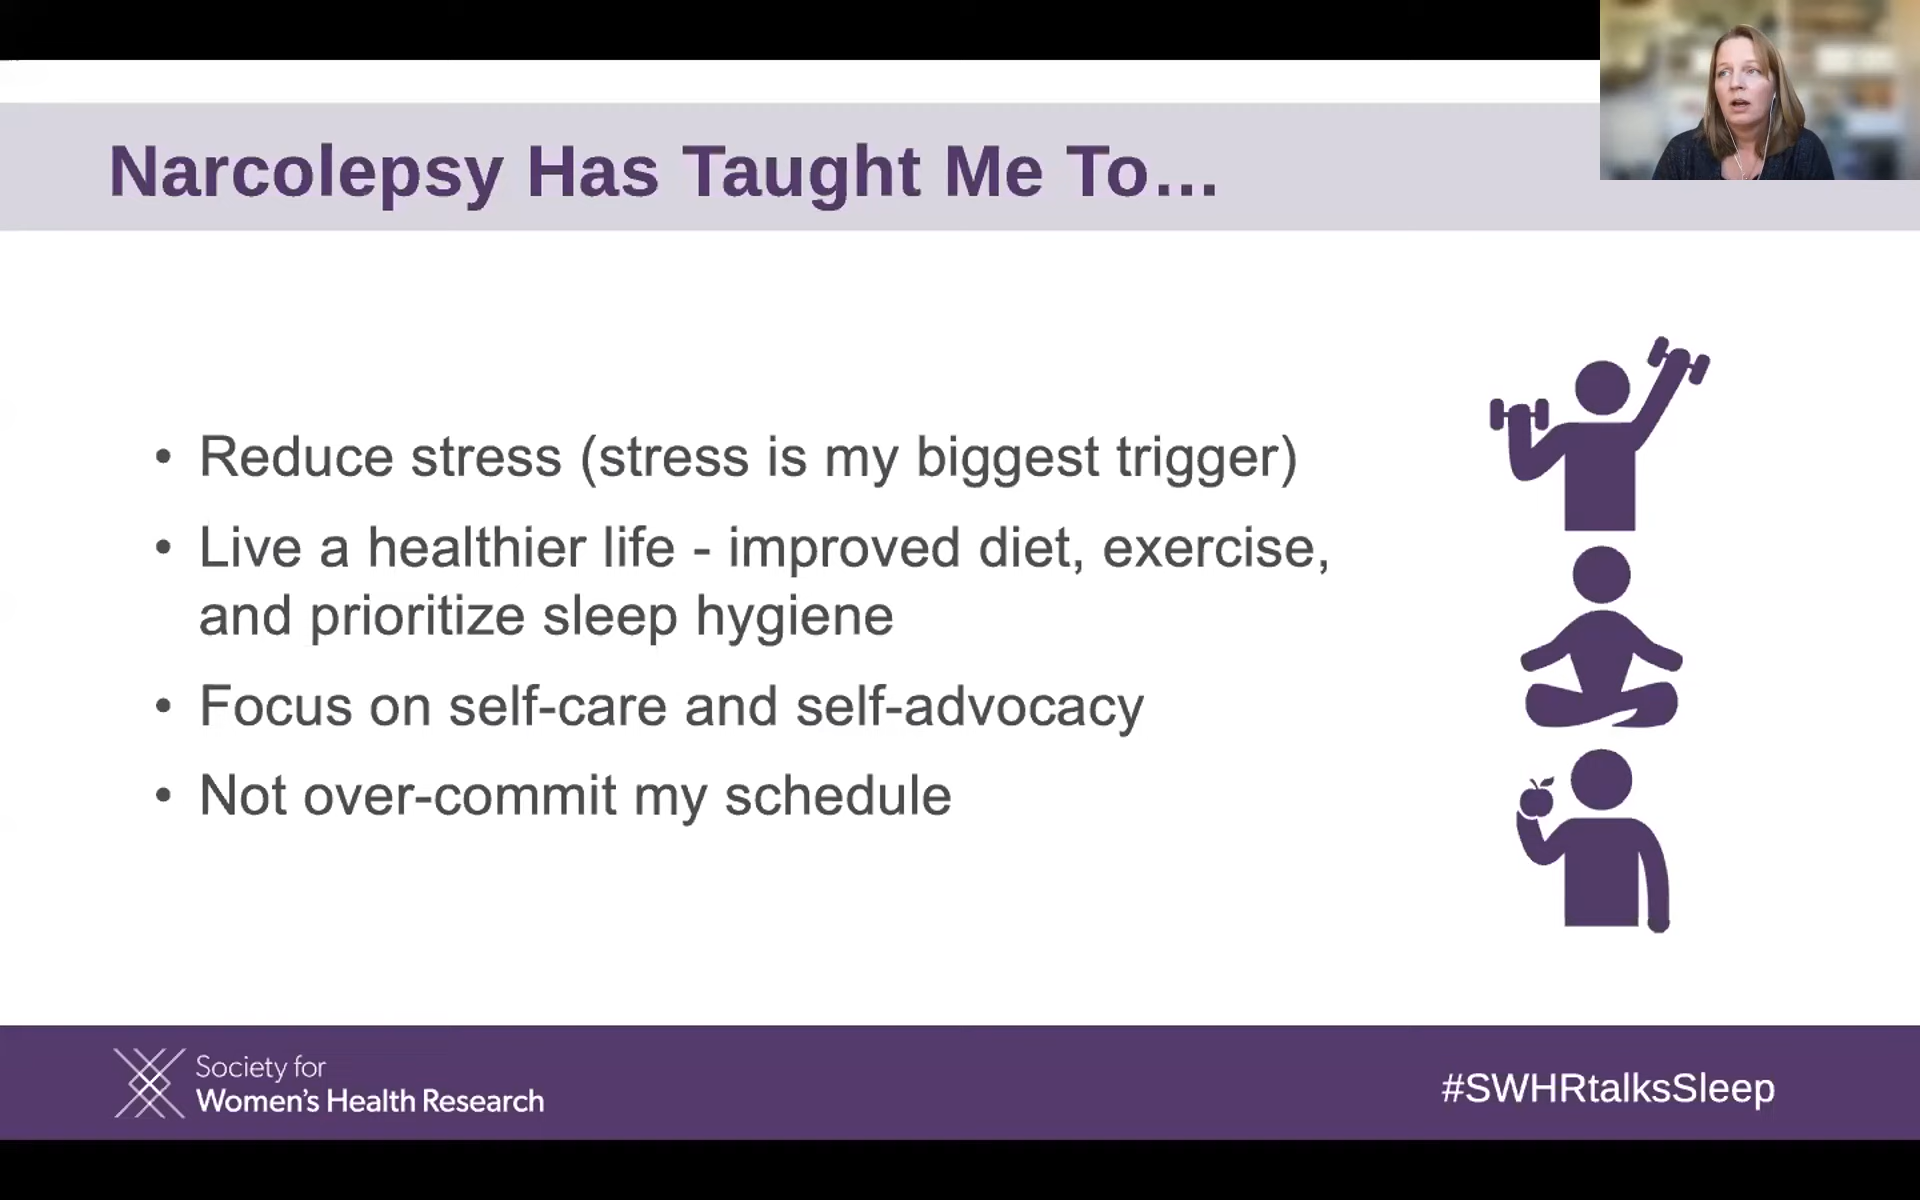 Narcolepsy Has Taught Me To…
• Reduce stress (stress is my biggest trigger)
• Live a healthier life - improved diet, exercise,
and prioritize sleep hygiene
• Focus on self-care and self-advocacy
• Not over-commit my schedule
Society for
Women's Health Research
#SWHRtalksSleep